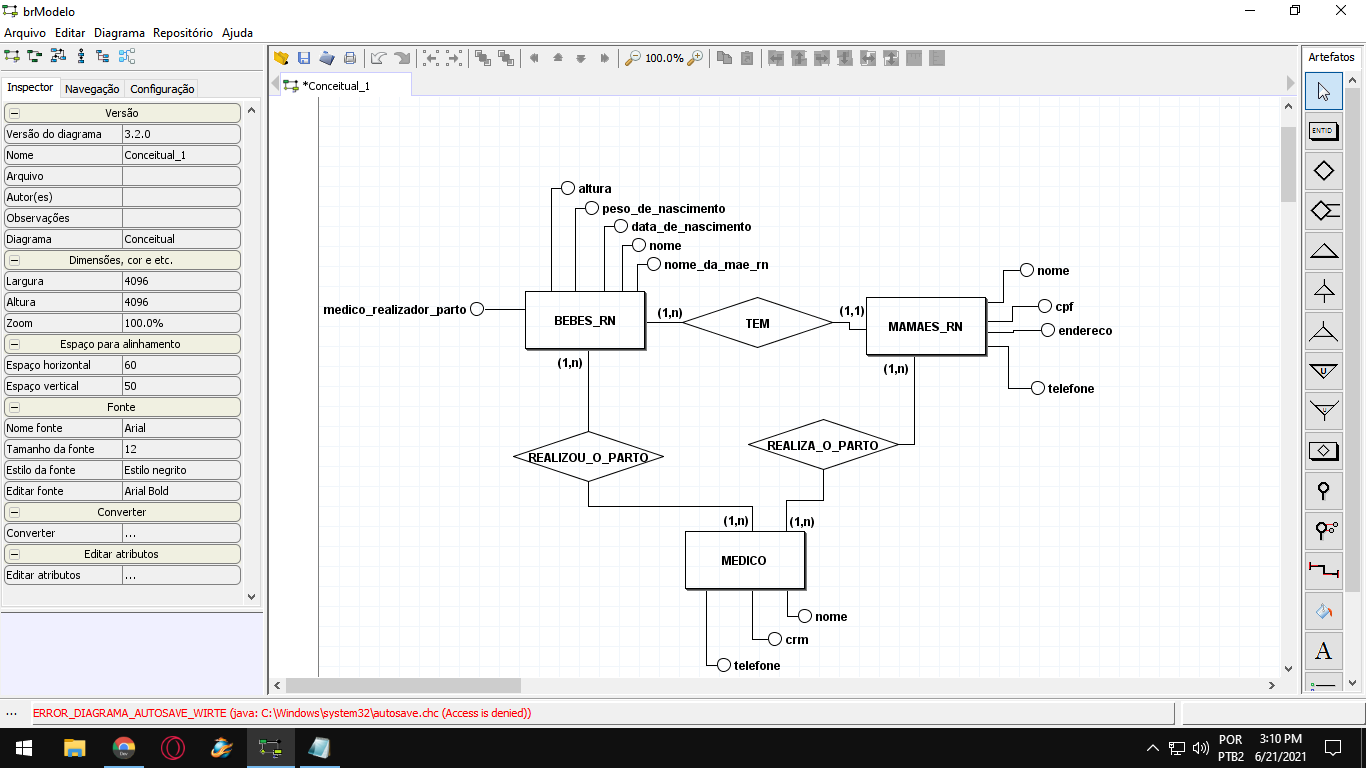 brModelo
Arquivo Editar Diagrama Repositório Ajuda
100.0%
Artefatos
Inspector Navegação Configuração
*Conceitual_1
Versão
Versão do diagrama 3.2.0
Nome Conceitual_1
Arquivo
Autor(es)
Observações
Diagrama Conceitual
Dimensões, cor e etc.
Largura 4096
Altura 4096
Zoom 100.0%
Espaço para alinhamento
Espaço horizontal 60
Espaço vertical 50
Fonte
Nome fonte Arial
Tamanho da fonte 12
Estilo da fonte Estilo negrito
Editar fonte Arial Bold
Converter
Converter ...
Editar atributos
Editar atributos ...
altura
peso_de_nascimento
data_de_nascimento
nome
nome_da_mae_rn
medico_realizador_parto
BEBES_RN
(1,n)
TEM
(1,1)
MAMAES_RN
nome
cpf
endereco
telefone
(1,n)
(1,n)
REALIZOU_O_PARTO
REALIZA_O_PARTO
(1,n)
(1,n)
MEDICO
nome
crm
telefone
ENTID
U
U
A
... ERROR_DIAGRAMA_AUTOSAVE_WIRTE (java: C:\Windows\system32\autosave.chc (Access is denied))
POR
PTB2
3:10 PM
6/21/2021